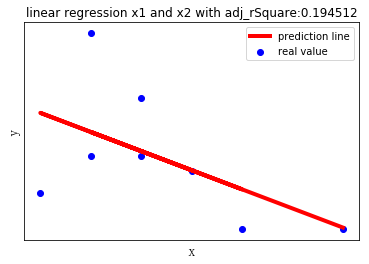 linear regression x1 and x2 with adj_rSquare:0.194512
prediction line
real value
y
x